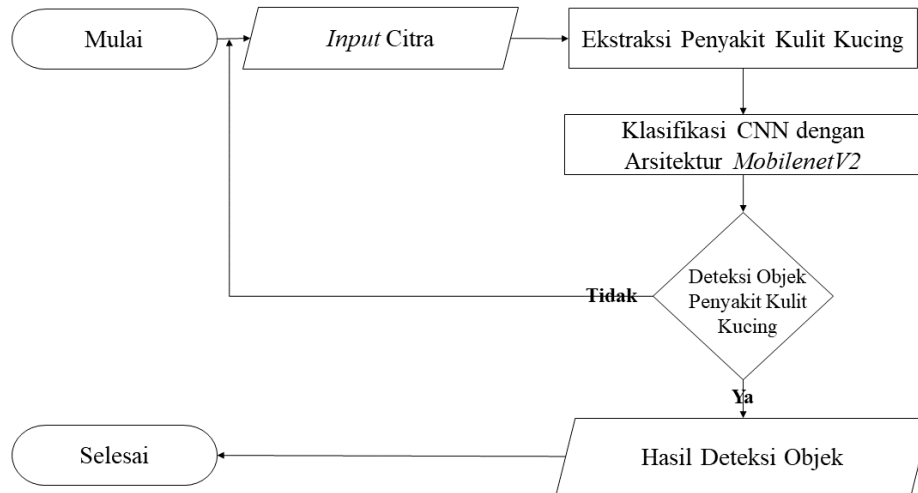 Mulai
Input Citra
Ekstraksi Penyakit Kulit Kucing
Klasifikasi CNN dengan
Arsitektur MobilenetV2
Deteksi Objek
Penyakit Kulit
Kucing
Tidak
Ya
Hasil Deteksi Objek
Selesai